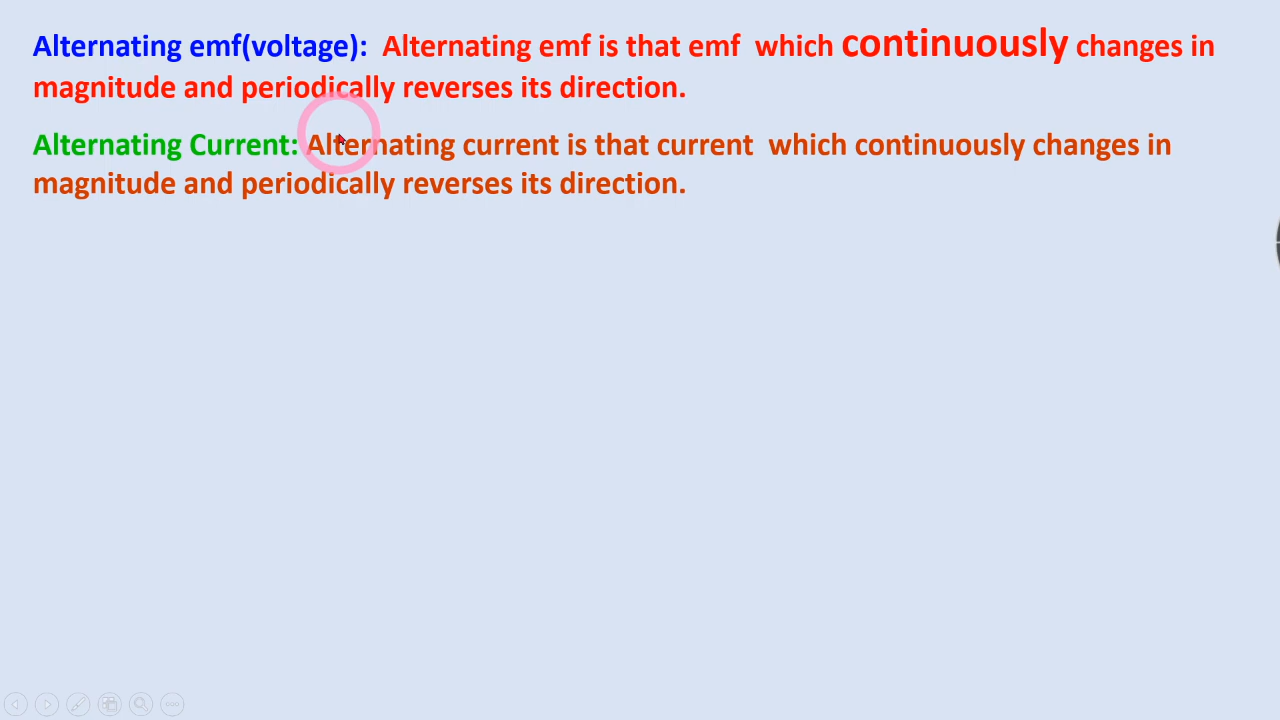 Alternating emf(voltage): Alternating emf is that emf which continuously changes in
magnitude and periodically reverses its direction.
Alternating Current: Alternating current is that current which continuously changes in
magnitude and periodically reverses its direction.